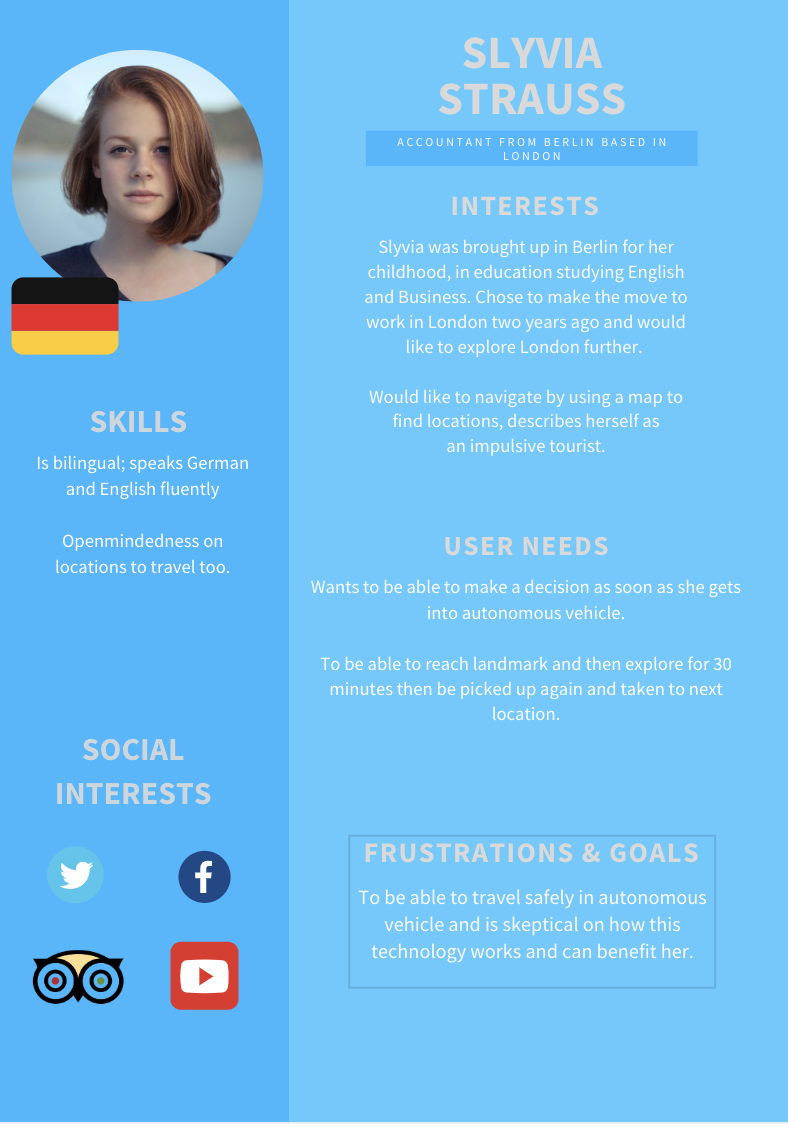 SLYVIA
STRAUSS
ACCOUNTANT FROM BERLIN BASED IN
LONDON
INTERESTS
Slyvia was brought up in Berlin for her
childhood, in education studying English
and Business. Chose to make the move to
work in London two years ago and would
like to explore London further.
Would like to navigate by using a map to
find locations, describes herself as
an impulsive tourist.
SKILLS
Is bilingual; speaks German
and English fluently
Openmindedness on
locations to travel too.
USER NEEDS
Wants to be able to make a decision as soon as she gets
into autonomous vehicle.
To be able to reach landmark and then explore for 30
minutes then be picked up again and taken to next
location.
SOCIAL
INTERESTS
FRUSTRATIONS & GOALS
To be able to travel safely in autonomous
vehicle and is skeptical on how this
technology works and can benefit her.